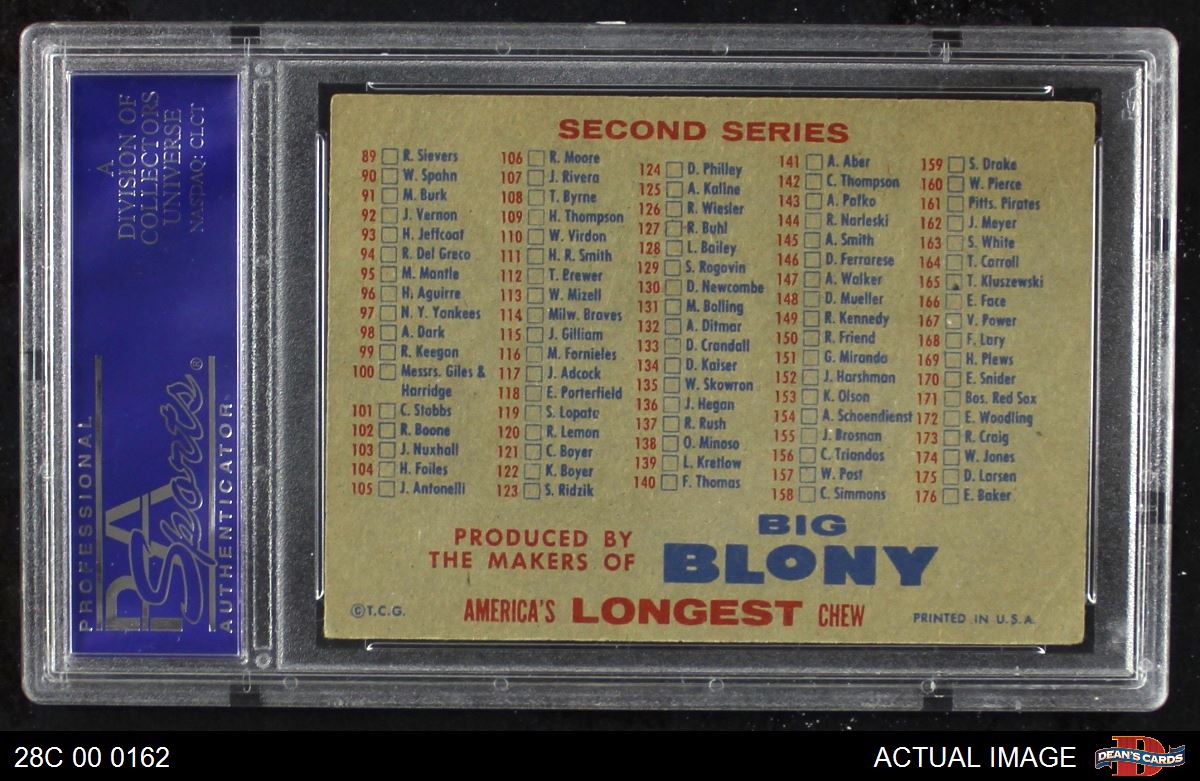 A
DIVISION OF
COLLECTORS
UNIVERSE
NASDAQ: CLCT
PROFESSIONAL
PSA
Sports®
AUTHENTICATOR
SECOND SERIES
89 R. Sievers
90 W. Spahn
91 M. Burk
92 J. Vernon
93 H. Jeffcoat
94 R. Del Greco
95 M. Mantle
96 H. Aguirre
97 N. Y. Yankees
98 A. Dark
99 R. Keegan
100 Messrs. Giles &
Harridge
101 C. Stobbs
102 R. Boone
103 J. Nuxhall
104 H. Foiles
105 J. Antonelli
106 R. Moore
107 J. Rivera
108 T. Byrne
109 H. Thompson
110 W. Virdon
111 H. R. Smith
112 T. Brewer
113 W. Mizell
114 Milw. Braves
115 J. Gilliam
116 M. Fornieles
117 J. Adcock
118 E. Porterfield
119 S. Lopata
120 R. Lemon
121 C. Boyer
122 K. Boyer
123 S. Ridzik
124 D. Philley
125 A. Kaline
126 R. Wiesler
127 R. Buhl
128 L. Bailey
129 S. Rogovin
130 D. Newcombe
131 M. Bolling
132 A. Ditmar
133 D. Crandall
134 D. Kaiser
135 W. Skowron
136 J. Hegan
137 R. Rush
138 O. Minoso
139 L. Kretlow
140 F. Thomas
141 A. Aber
142 C. Thompson
143 A. Pafko
144 R. Narleski
145 A. Smith
146 D. Ferrarese
147 A. Walker
148 D. Mueller
149 R. Kennedy
150 R. Friend
151 G. Miranda
152 J. Harshman
153 K. Olson
154 A. Schoendienst
155 J. Brosnan
156 C. Triandos
157 W. Post
158 C. Simmons
159 S. Drake
160 W. Pierce
161 Pitts. Pirates
162 J. Meyer
163 S. White
164 T. Carroll
165 T. Kluszewski
166 E. Face
167 V. Power
168 F. Lary
169 H. Plews
170 E. Snider
171 Bos. Red Sox
172 E. Woodling
173 R. Craig
174 W. Jones
175 D. Larsen
176 E. Baker
PRODUCED BY
THE MAKERS OF
BIG
BLONY
©T.C.G.
AMERICA'S LONGEST CHEW
PRINTED IN U.S.A.
28C 00 0162
ACTUAL IMAGE
D
DEAN'S CARDS